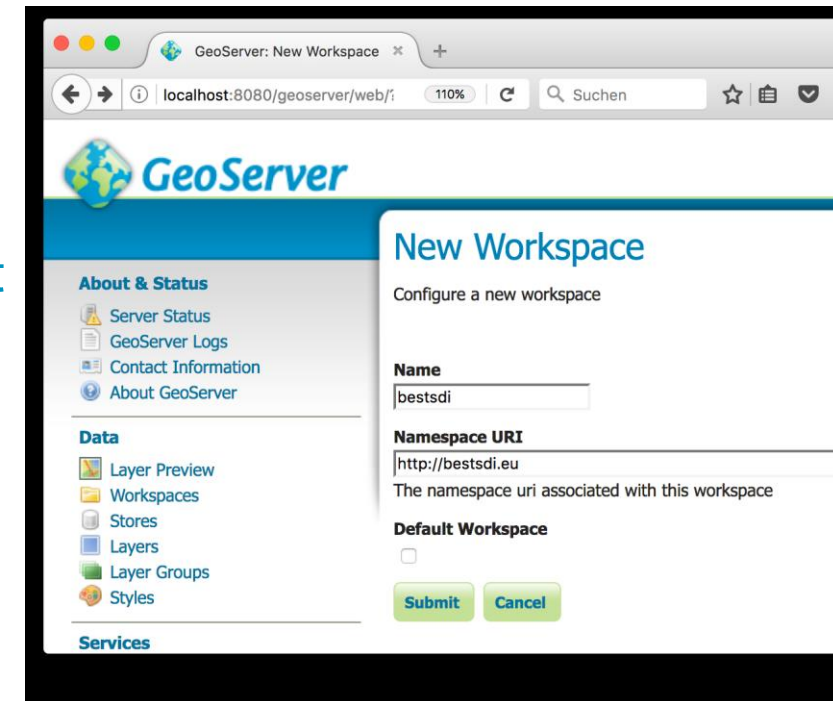 GeoServer: New Workspace
localhost:8080/geoserver/web/?
110%
Suchen
GeoServer
New Workspace
Configure a new workspace
About & Status
Server Status
GeoServer Logs
Contact Information
About GeoServer
Name
bestsdi
Data
Layer Preview
Workspaces
Stores
Layers
Layer Groups
Styles
Namespace URI
http://bestsdi.eu
The namespace uri associated with this workspace
Default Workspace
Submit
Cancel
Services